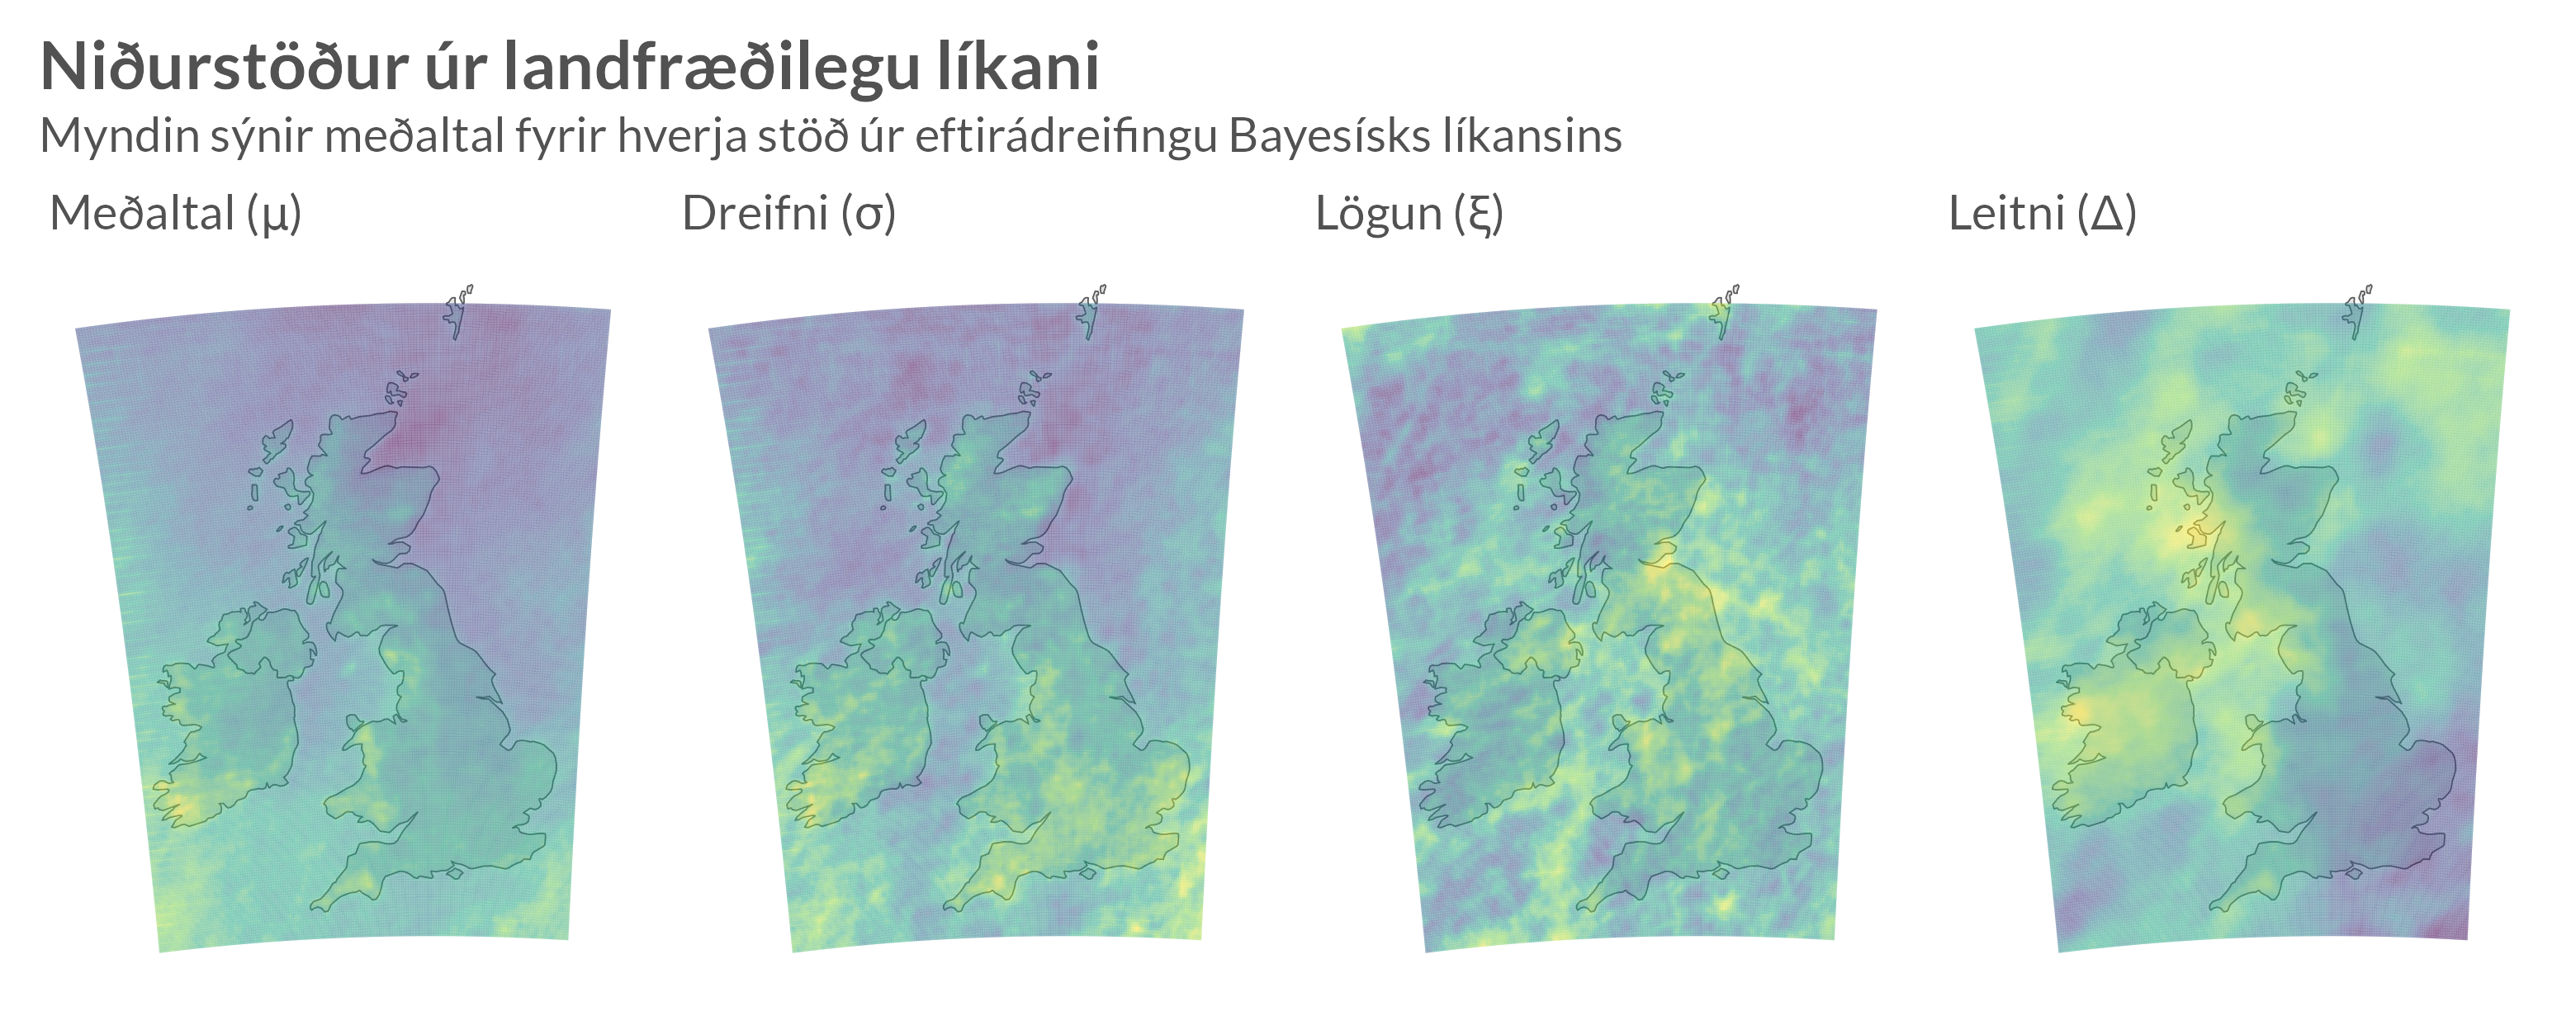 Niðurstöður úr landfræðilegu líkani
Myndin sýnir meðaltal fyrir hverja stöð úr eftirádreifingu Bayesísks líkansins
Meðaltal (μ)
Dreifni (σ)
Lögun (ξ)
Leitni (Δ)